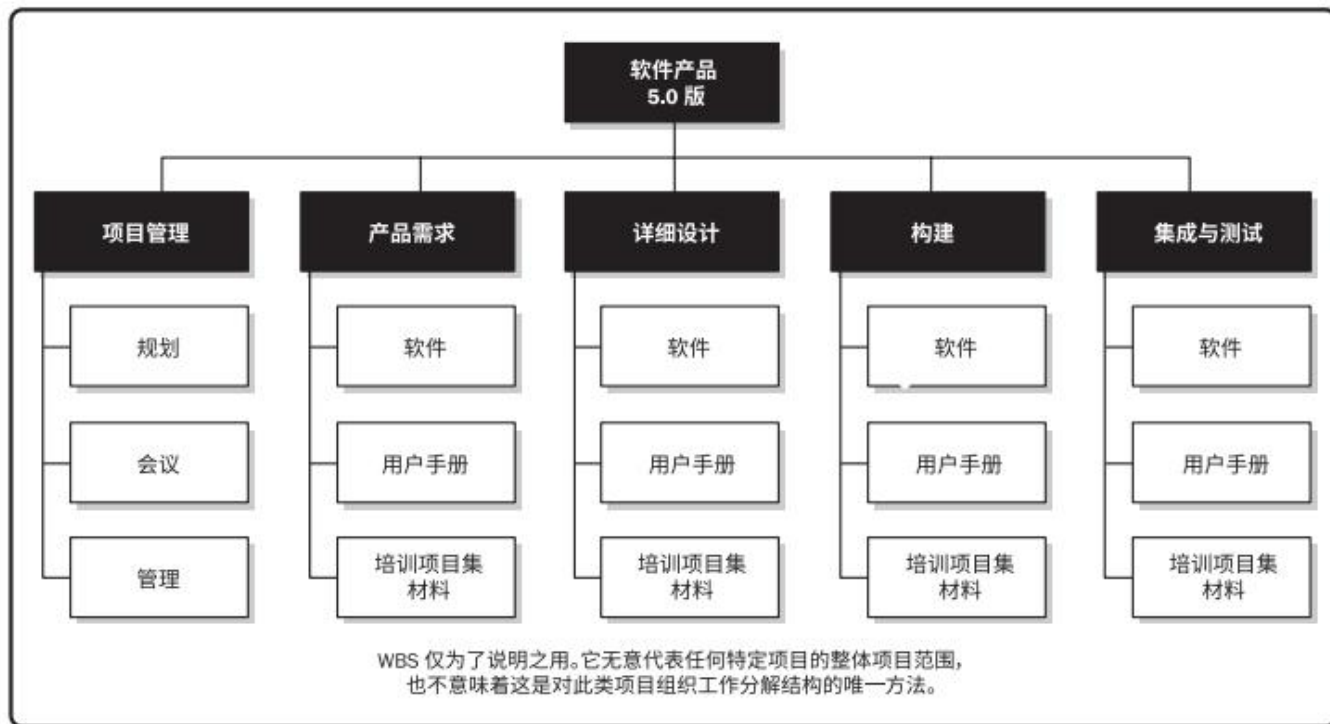 软件产品
5.0 版
项目管理
产品需求
详细设计
构建
集成与测试
规划
软件
软件
软件
软件
会议
用户手册
用户手册
用户手册
用户手册
管理
培训项目集
材料
培训项目集
材料
培训项目集
材料
培训项目集
材料
WBS 仅为了说明之用。它无意代表任何特定项目的整体项目范围，
也不意味着这是对此类项目组织工作分解结构的唯一方法。